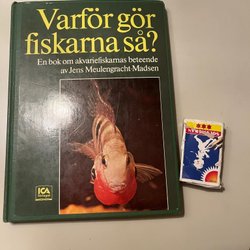 Varför gör
fiskarna så?
En bok om akvariefiskarnas beteende
av Jens Meulengracht-Madsen
ICA